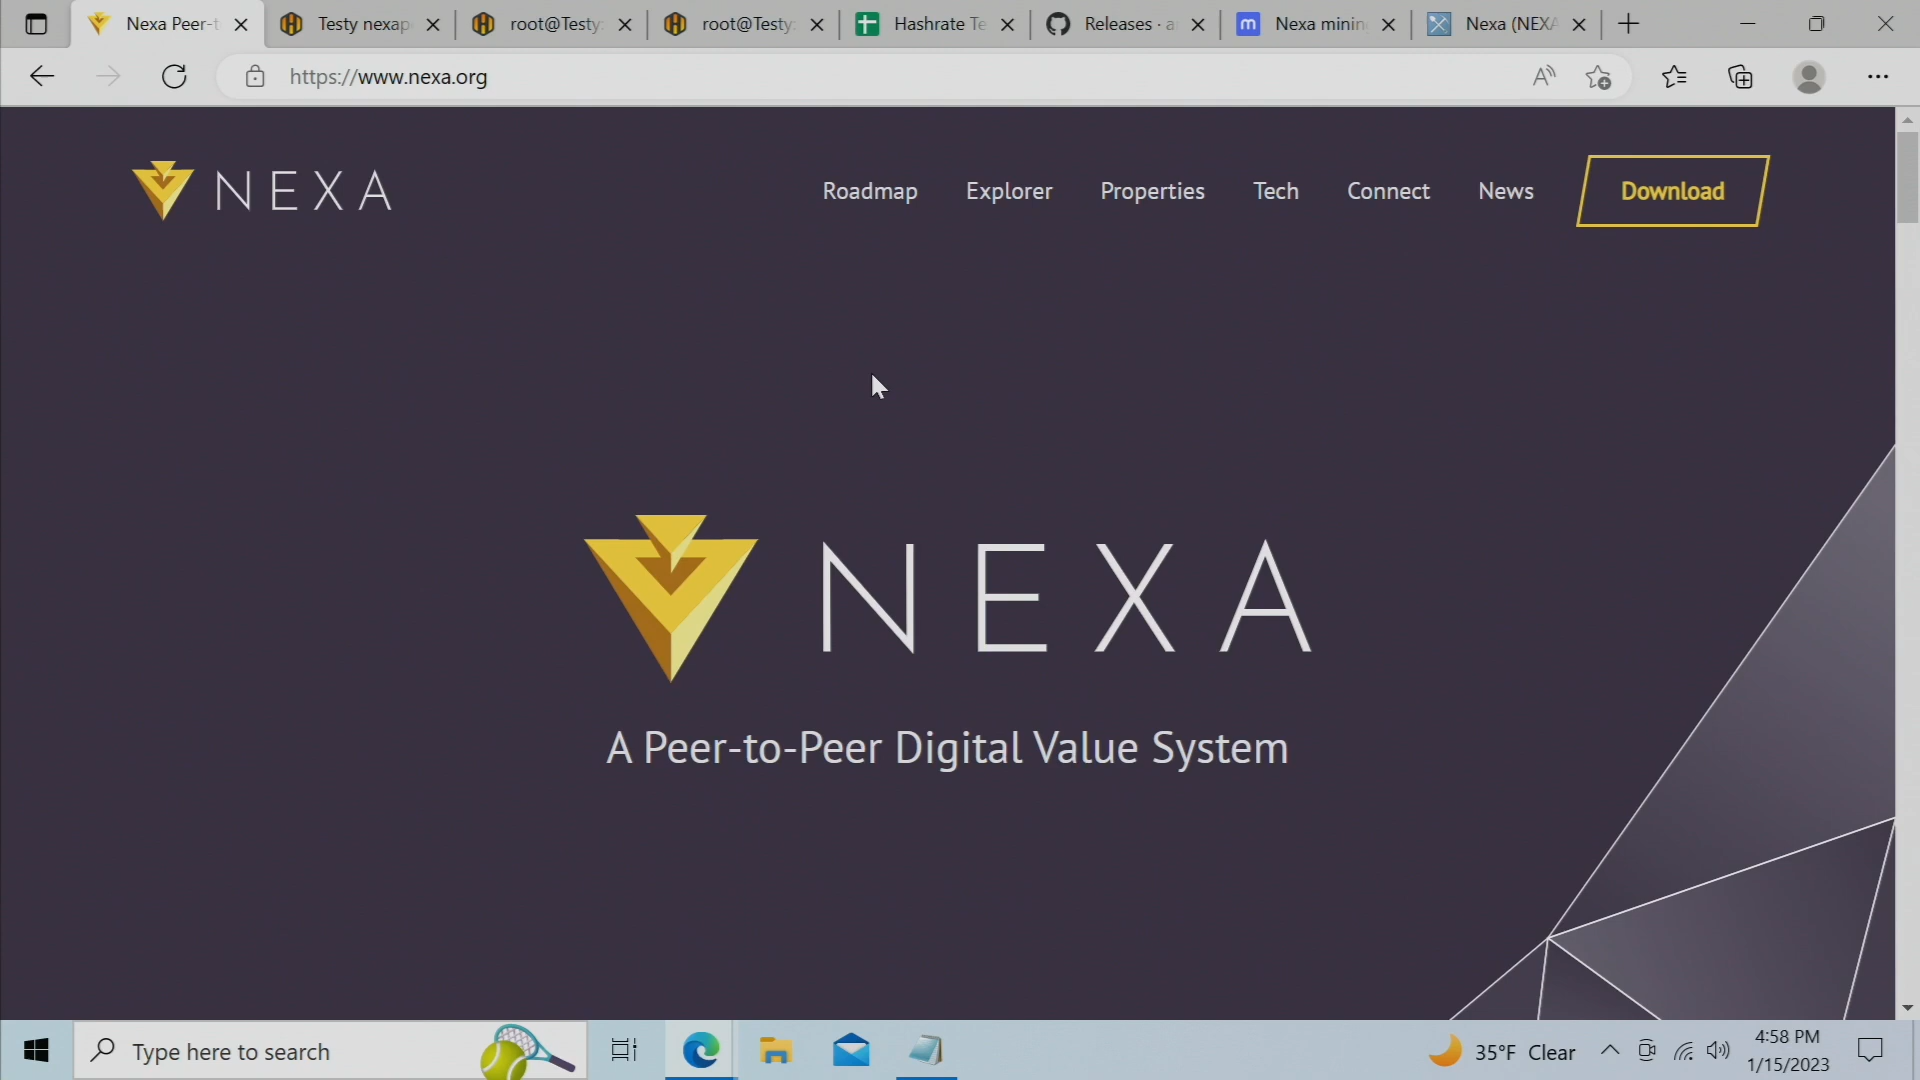 Nexa Peer-t
Testy nexap
root@Testy:
root@Testy:
Hashrate Te
Releases · a
Nexa minin
Nexa (NEXA
https://www.nexa.org
NEXA
Roadmap
Explorer
Properties
Tech
Connect
News
Download
NEXA
A Peer-to-Peer Digital Value System
Type here to search
35°F Clear
4:58 PM
1/15/2023